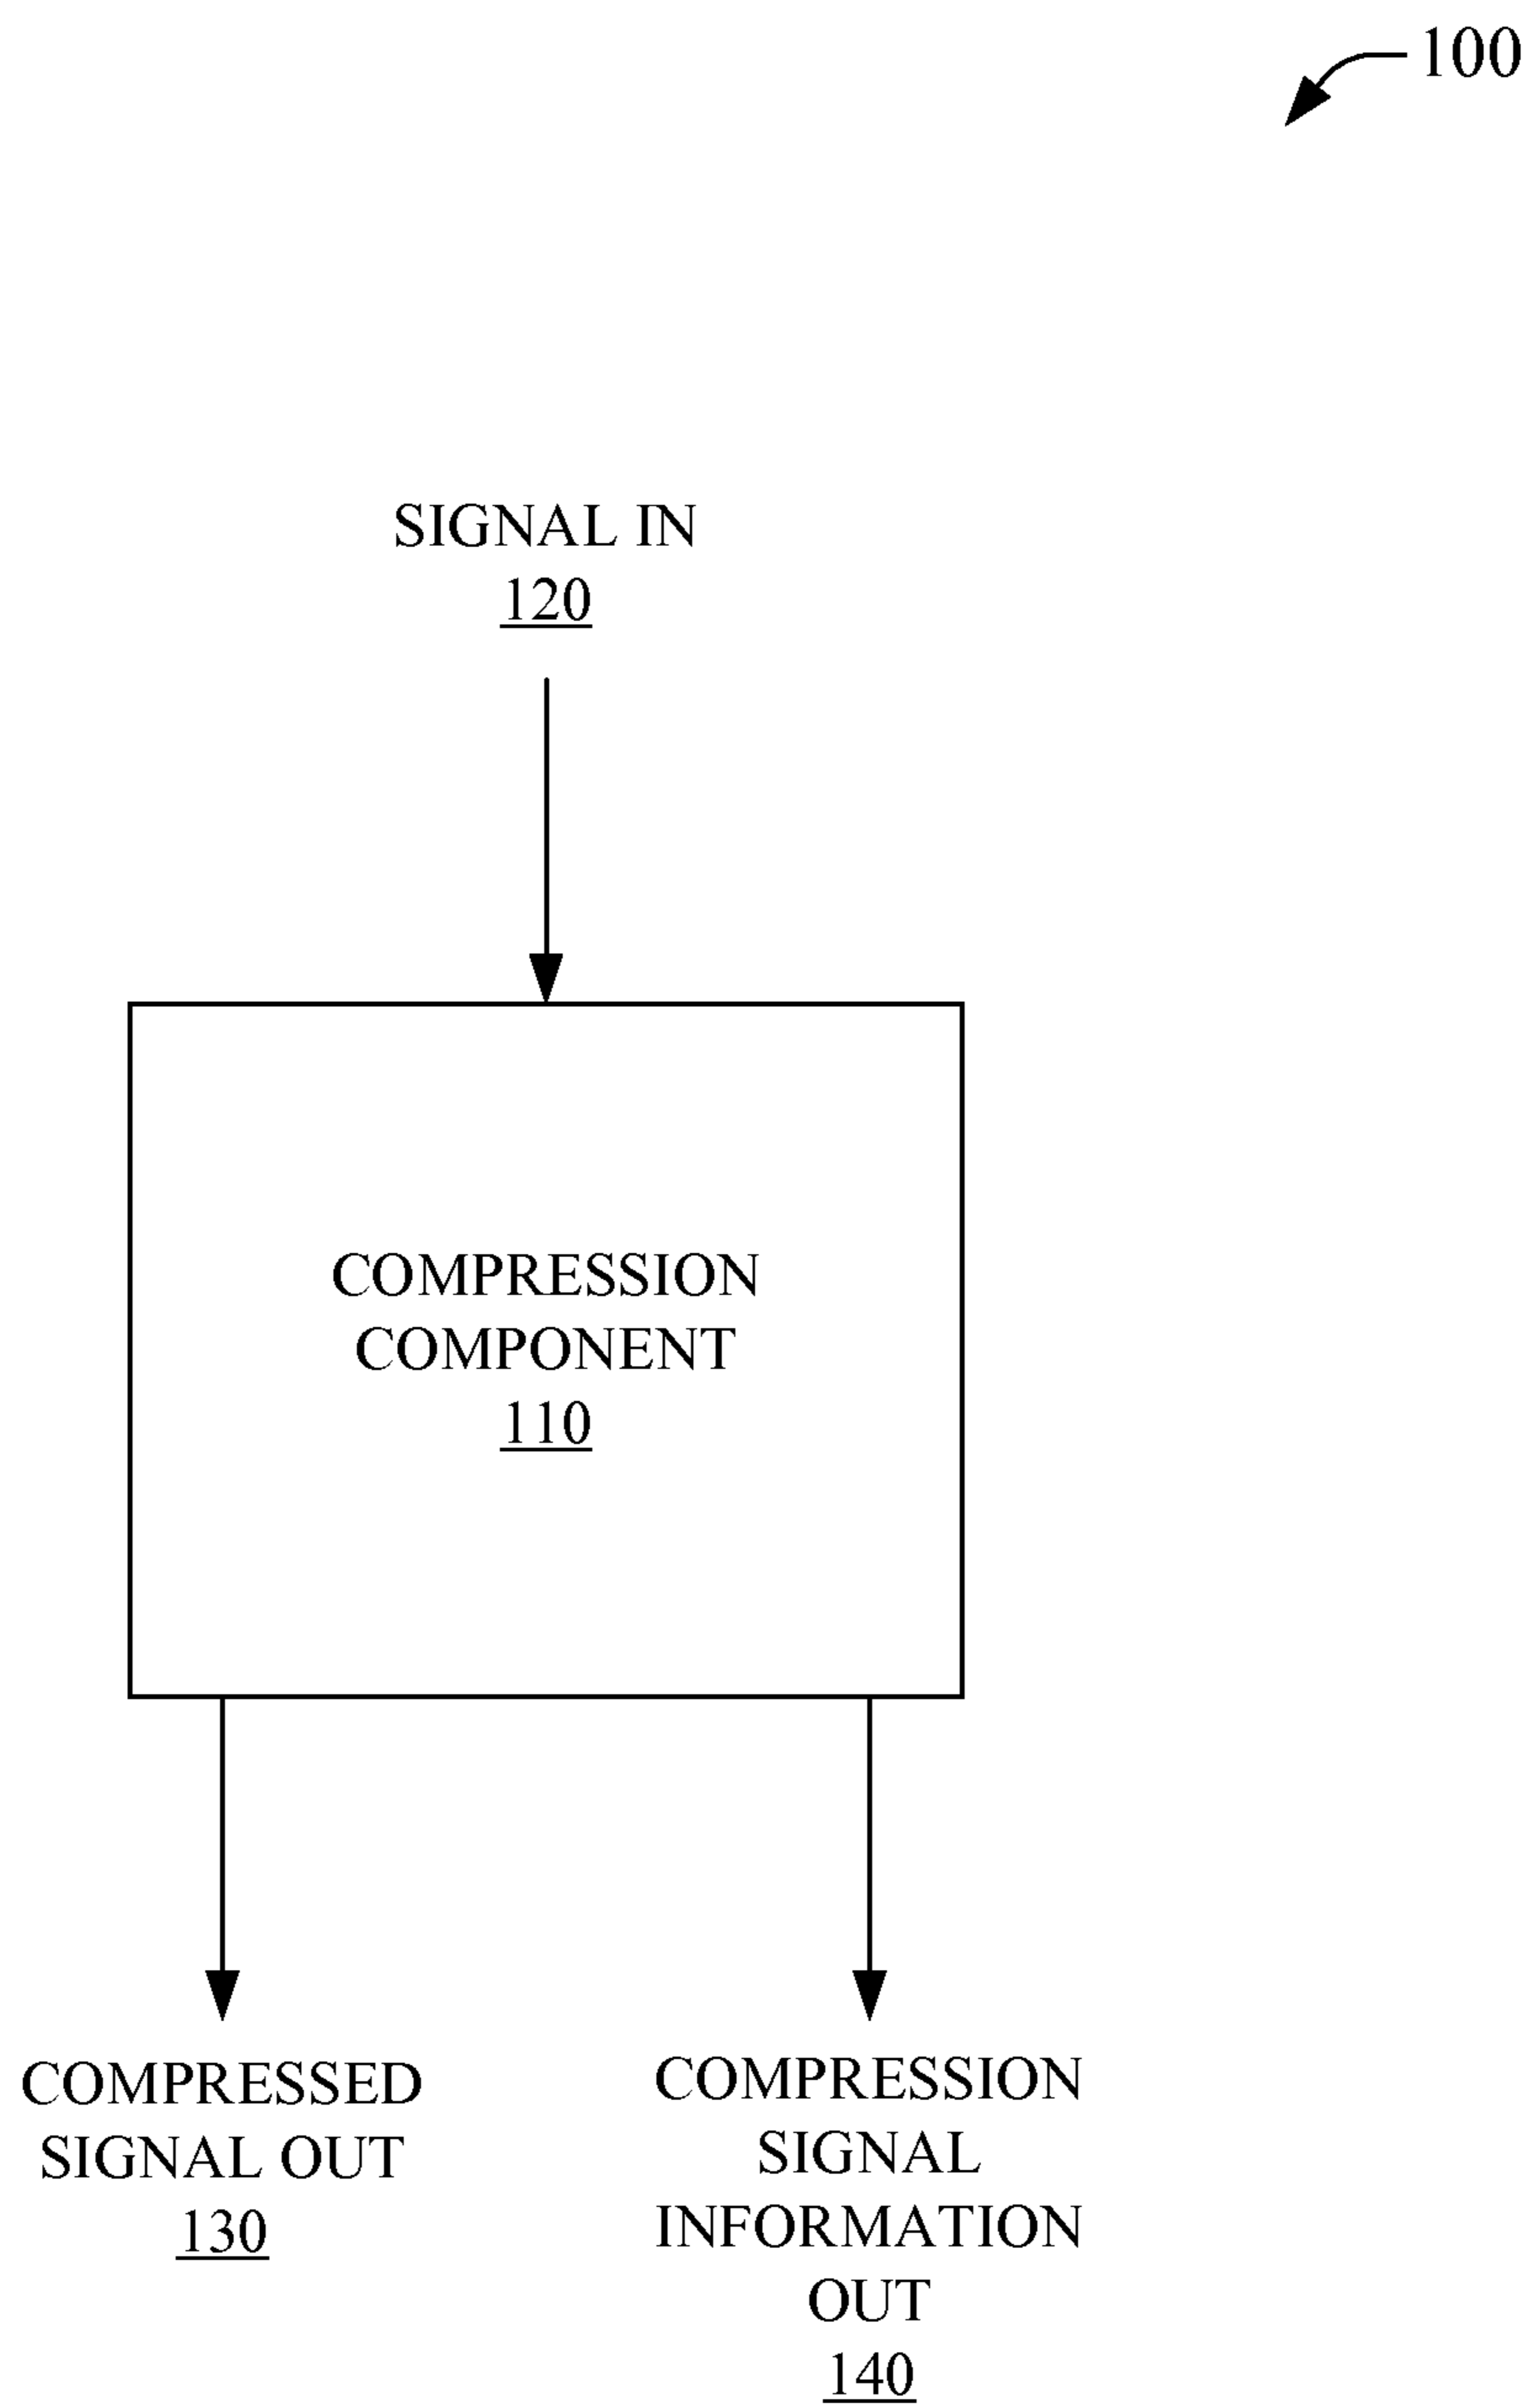 100
SIGNAL IN
120
COMPRESSION
COMPONENT
110
COMPRESSED
SIGNAL OUT
130
COMPRESSION
SIGNAL
INFORMATION
OUT
140